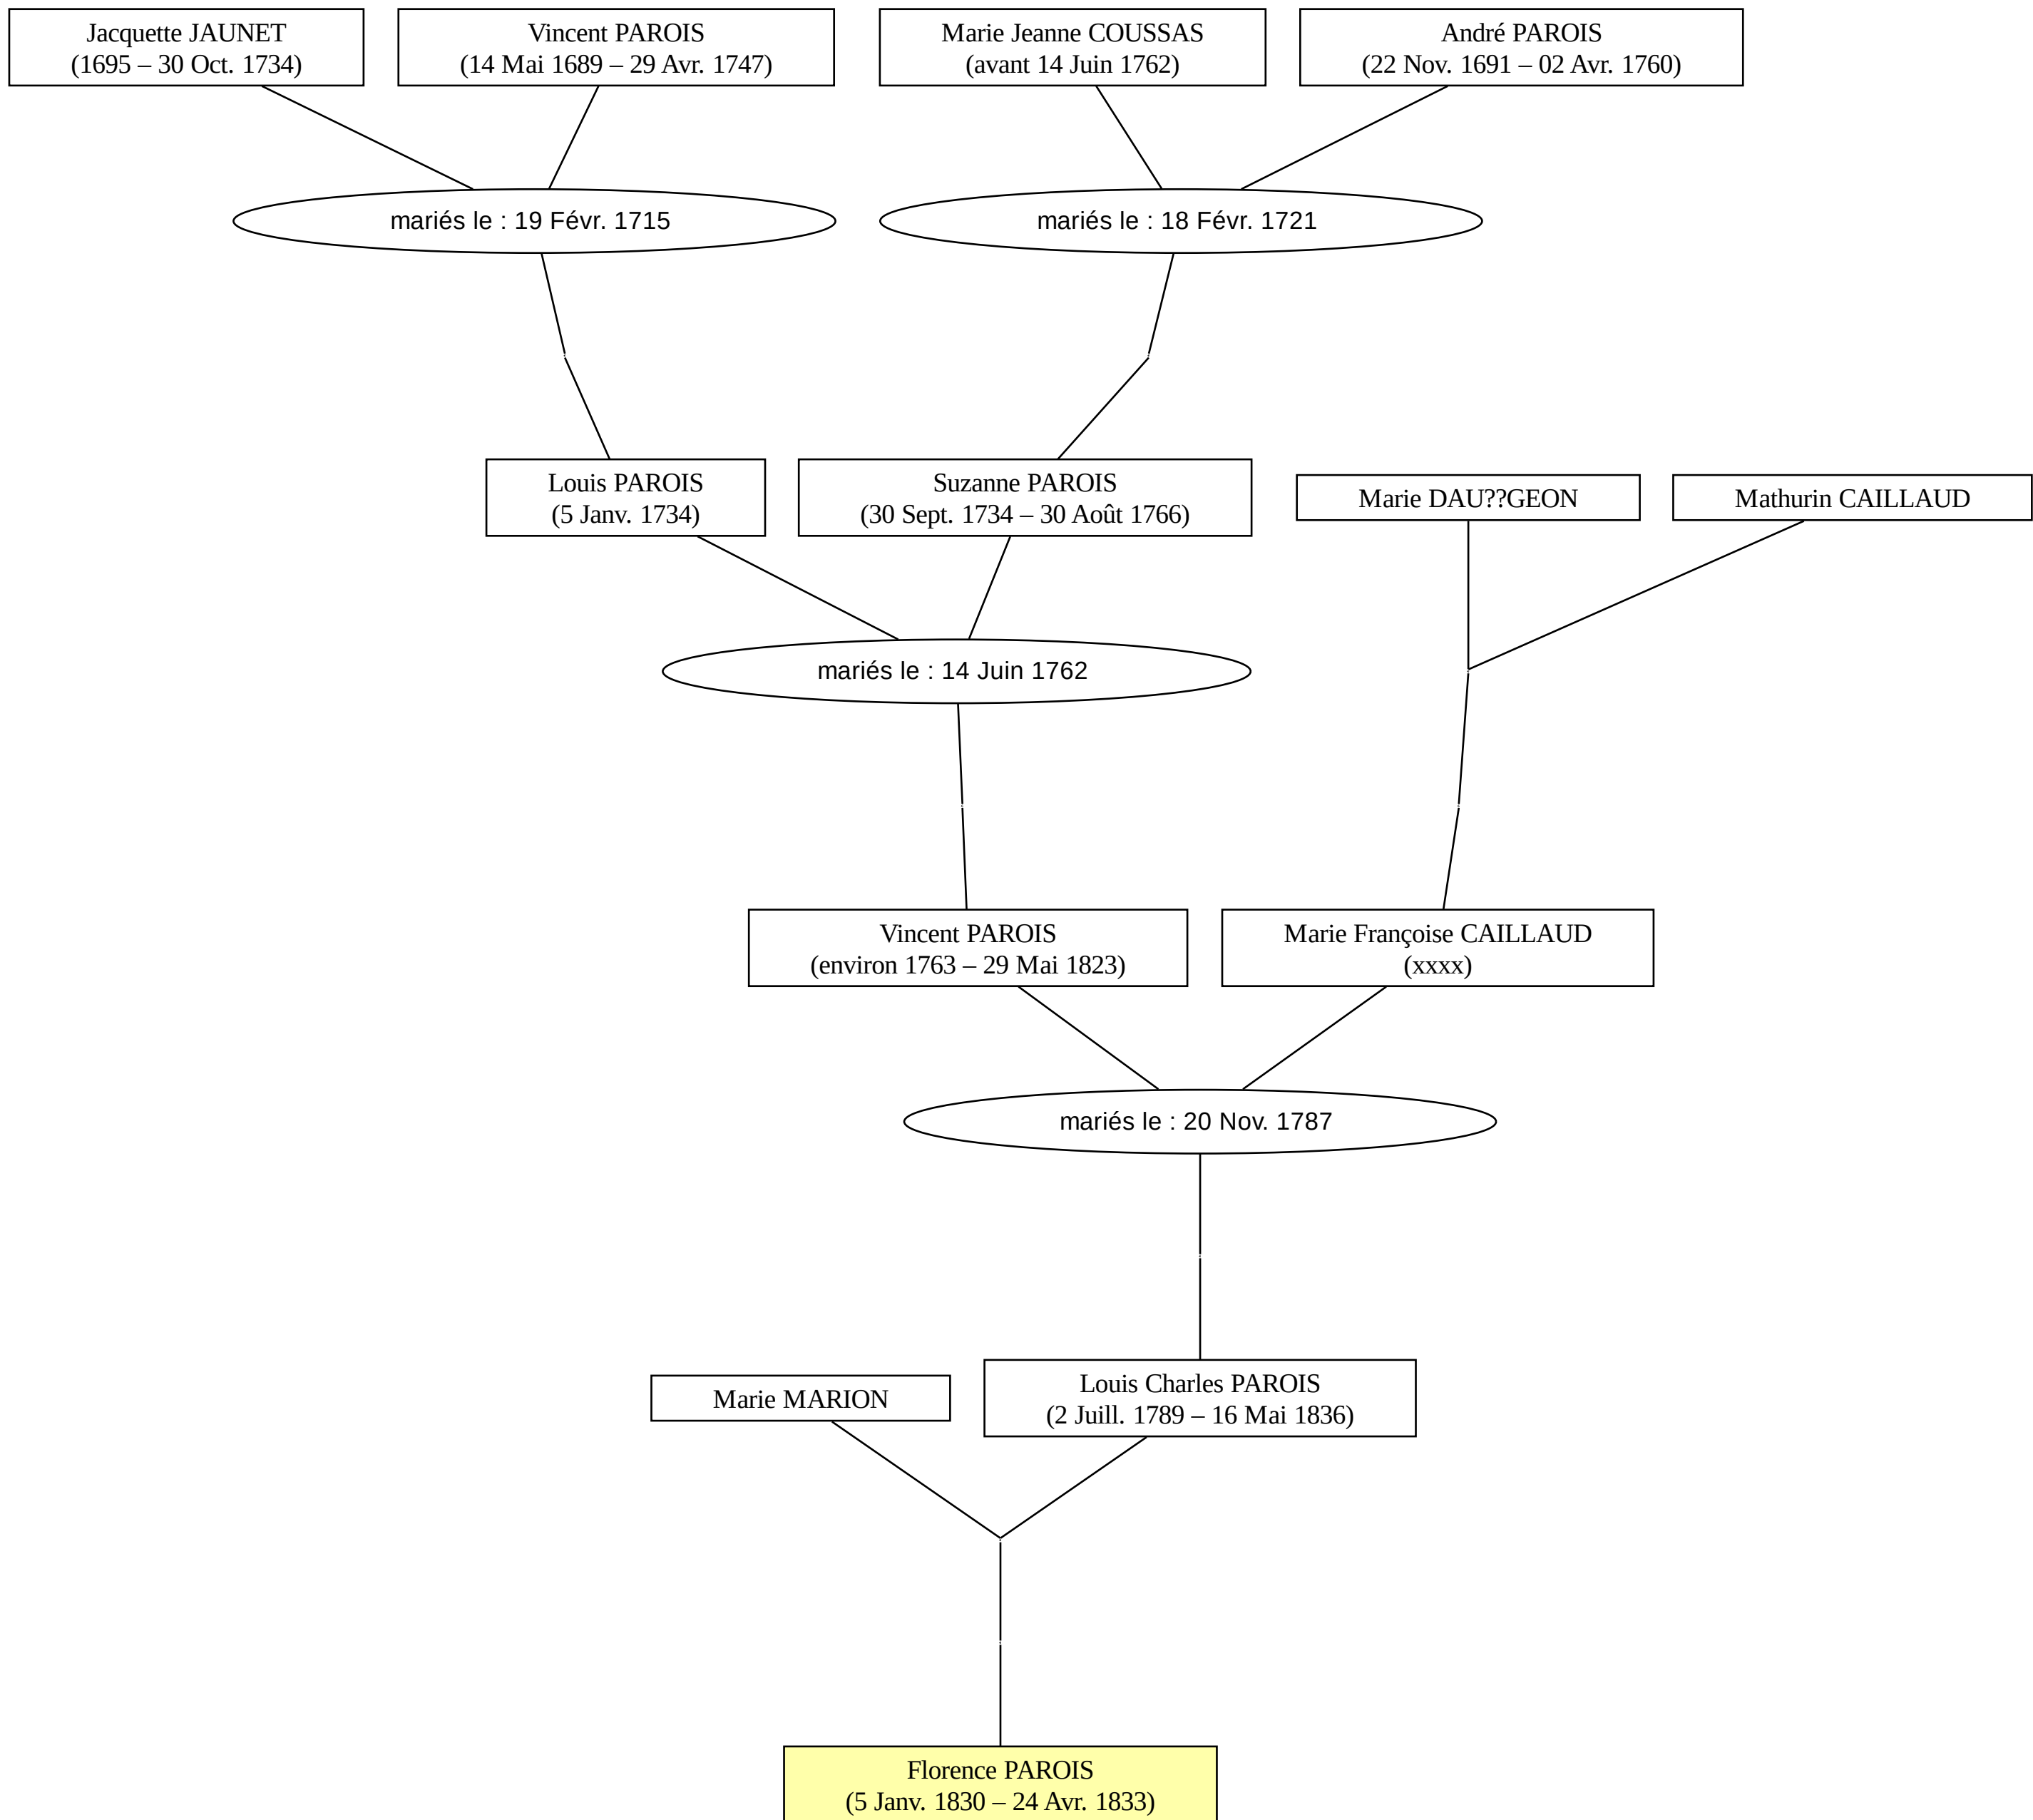 Jacquette JAUNET
(1695 – 30 Oct. 1734)
Vincent PAROIS
(14 Mai 1689 – 29 Avr. 1747)
Marie Jeanne COUSSAS
(avant 14 Juin 1762)
André PAROIS
(22 Nov. 1691 – 02 Avr. 1760)
mariés le : 19 Févr. 1715
mariés le : 18 Févr. 1721
Louis PAROIS
(5 Janv. 1734)
Suzanne PAROIS
(30 Sept. 1734 – 30 Août 1766)
Marie DAU??GEON
Mathurin CAILLAUD
mariés le : 14 Juin 1762
Vincent PAROIS
(environ 1763 – 29 Mai 1823)
Marie Françoise CAILLAUD
(xxxx)
mariés le : 20 Nov. 1787
Marie MARION
Louis Charles PAROIS
(2 Juill. 1789 – 16 Mai 1836)
Florence PAROIS
(5 Janv. 1830 – 24 Avr. 1833)